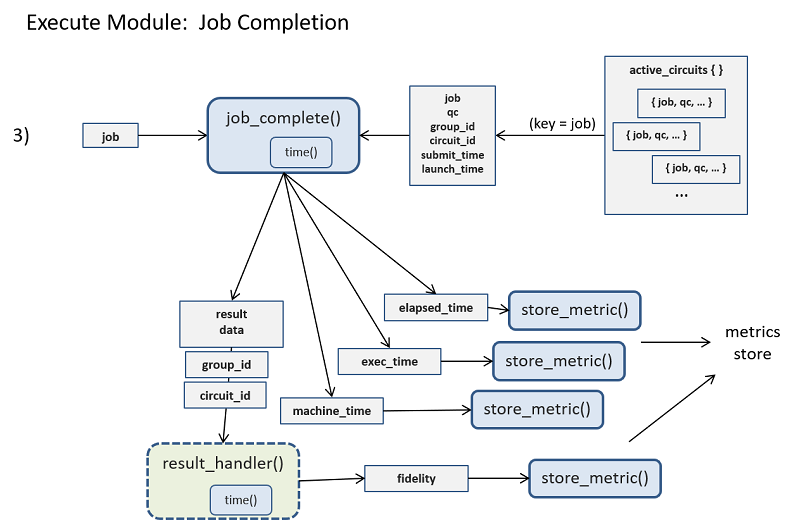 Execute Module:  Job Completion
3)
job
job_complete()
time()
job
qc
group_id
circuit_id
submit_time
launch_time
(key = job)
active_circuits { }
{ job, qc, ... }
{ job, qc, ... }
{ job, qc, ... }
...
result
data
group_id
circuit_id
elapsed_time
store_metric()
exec_time
store_metric()
machine_time
store_metric()
metrics
store
result_handler()
time()
fidelity
store_metric()